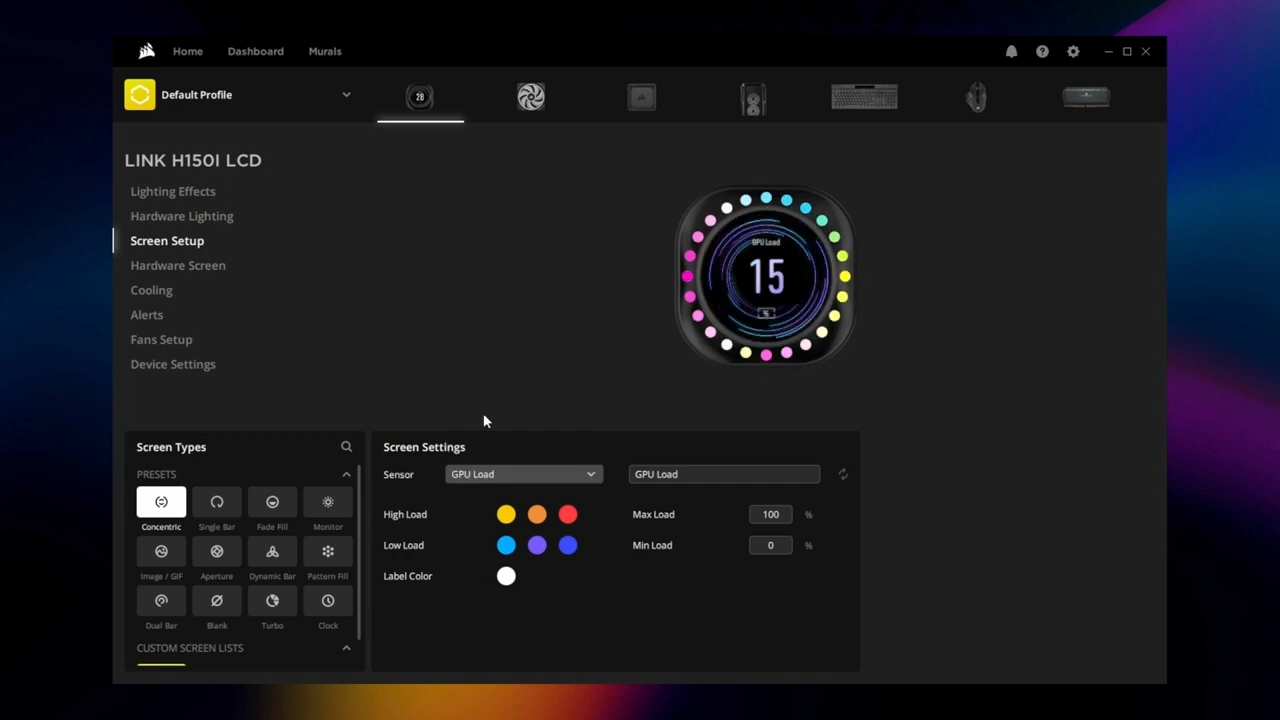 Home Dashboard Murals
Default Profile
28
LINK H150I LCD
Lighting Effects
Hardware Lighting
Screen Setup
Hardware Screen
Cooling
Alerts
Fans Setup
Device Settings
GPU Load
15
%
Screen Types
PRESETS
Concentric Single Bar Fade Fill Monitor
Image / GIF Aperture Dynamic Bar Pattern Fill
Dual Bar Blank Turbo Clock
CUSTOM SCREEN LISTS
Screen Settings
Sensor GPU Load GPU Load
High Load Max Load 100 %
Low Load Min Load 0 %
Label Color